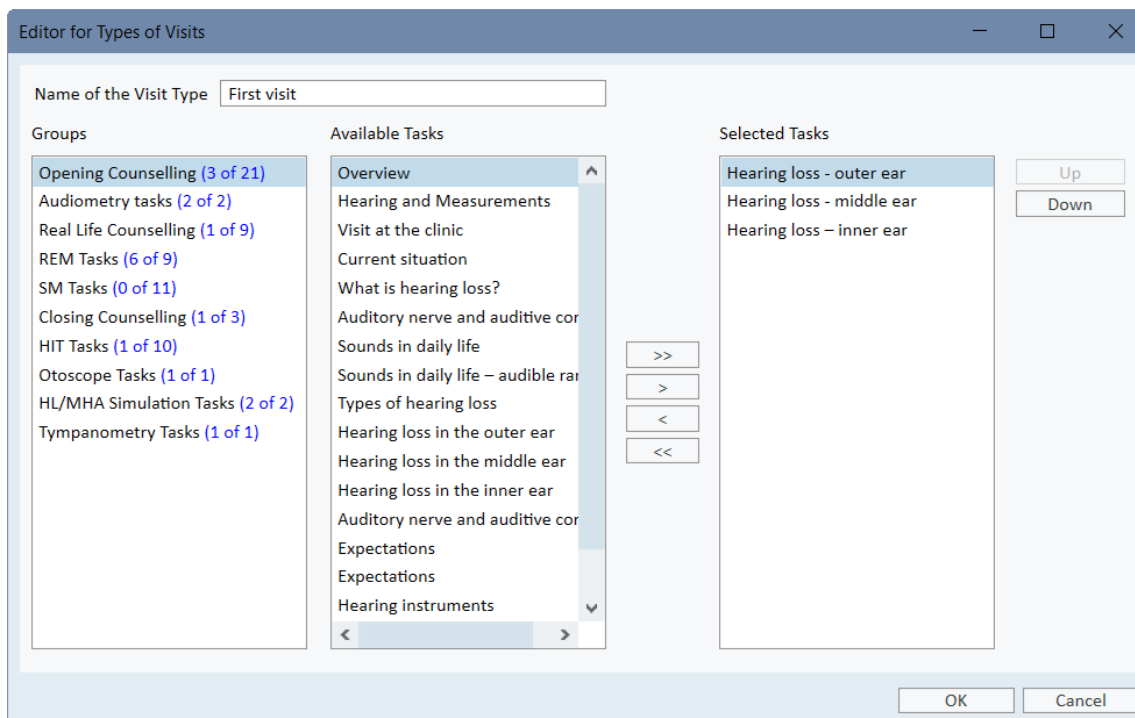 Editor for Types of Visits
Name of the Visit Type First visit
Groups
Opening Counselling (3 of 21)
Audiometry tasks (2 of 2)
Real Life Counselling (1 of 9)
REM Tasks (6 of 9)
SM Tasks (0 of 11)
Closing Counselling (1 of 3)
HIT Tasks (1 of 10)
Otoscope Tasks (1 of 1)
HL/MHA Simulation Tasks (2 of 2)
Tympanometry Tasks (1 of 1)
Available Tasks
Overview
Hearing and Measurements
Visit at the clinic
Current situation
What is hearing loss?
Auditory nerve and auditive cor
Sounds in daily life
Sounds in daily life – audible ran
Types of hearing loss
Hearing loss in the outer ear
Hearing loss in the middle ear
Hearing loss in the inner ear
Auditory nerve and auditive cor
Expectations
Expectations
Hearing instruments
>>
>
<
<<
Selected Tasks
Hearing loss - outer ear
Hearing loss - middle ear
Hearing loss – inner ear
Up
Down
OK
Cancel